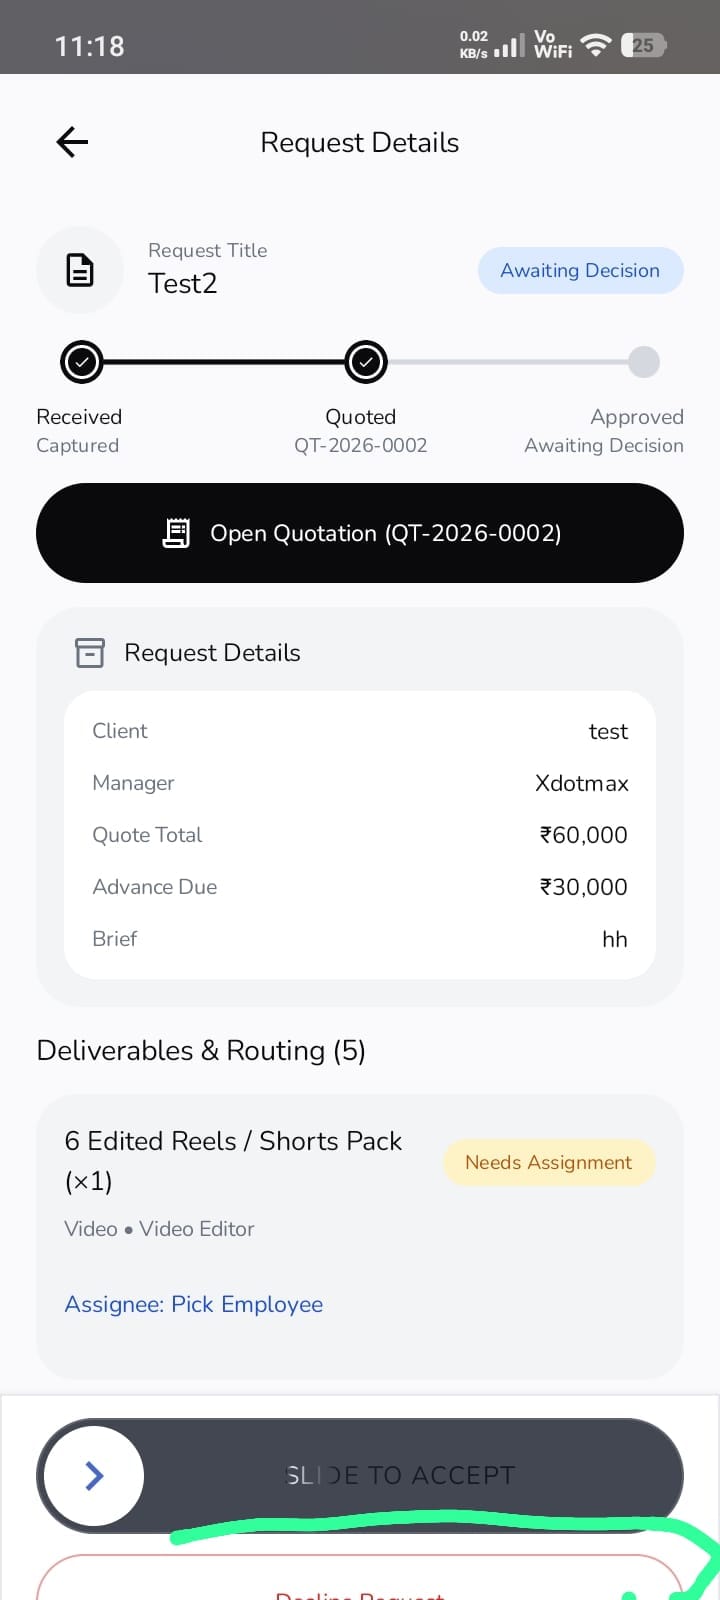 11:18
0.02
KB/s
Vo
WiFi
25
Request Details
Request Title
Test2
Awaiting Decision
Received
Quoted
Approved
Captured
QT-2026-0002
Awaiting Decision
Open Quotation (QT-2026-0002)
Request Details
Client
test
Manager
Xdotmax
Quote Total
₹60,000
Advance Due
₹30,000
Brief
hh
Deliverables & Routing (5)
6 Edited Reels / Shorts Pack
(×1)
Needs Assignment
Video • Video Editor
Assignee: Pick Employee
SLIDE TO ACCEPT
Decline Request